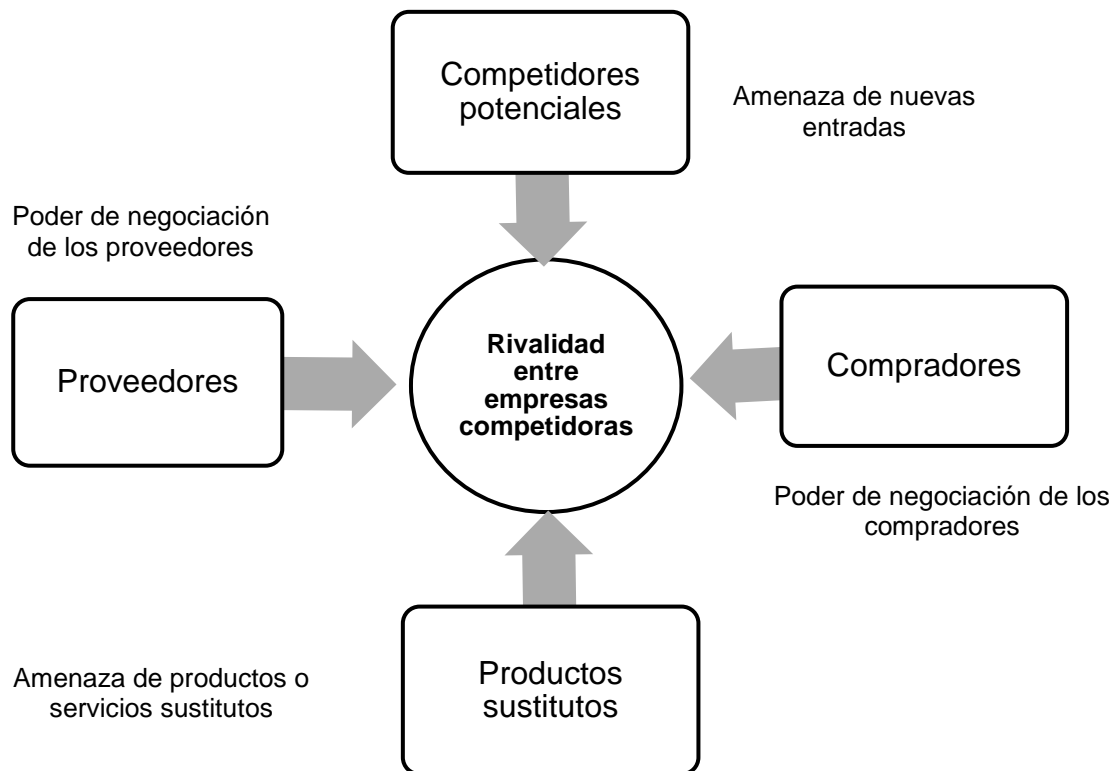 Competidores
potenciales
Amenaza de nuevas
entradas
Poder de negociación
de los proveedores
Proveedores
Rivalidad
entre
empresas
competidoras
Compradores
Poder de negociación de los
compradores
Amenaza de productos o
servicios sustitutos
Productos
sustitutos